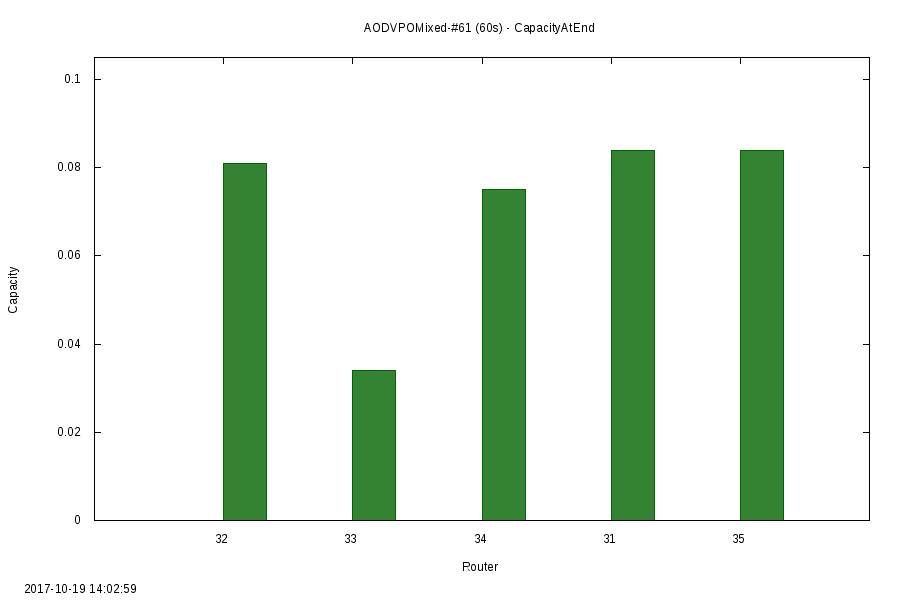 AODVPOMixed-#61 (60s) - CapacityAtEnd
0.1
0.08
0.06
0.04
0.02
0
Capacity
32 33 34 31 35
Router
2017-10-19 14:02:59